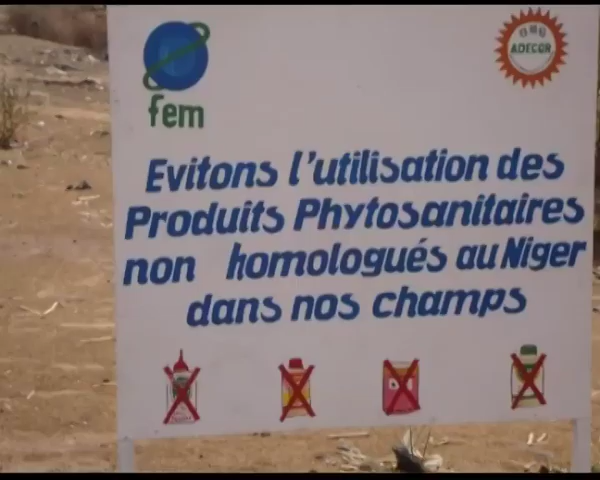 fem
ADECOR
Evitons l'utilisation des
Produits Phytosanitaires
non homologués au Niger
dans nos champs